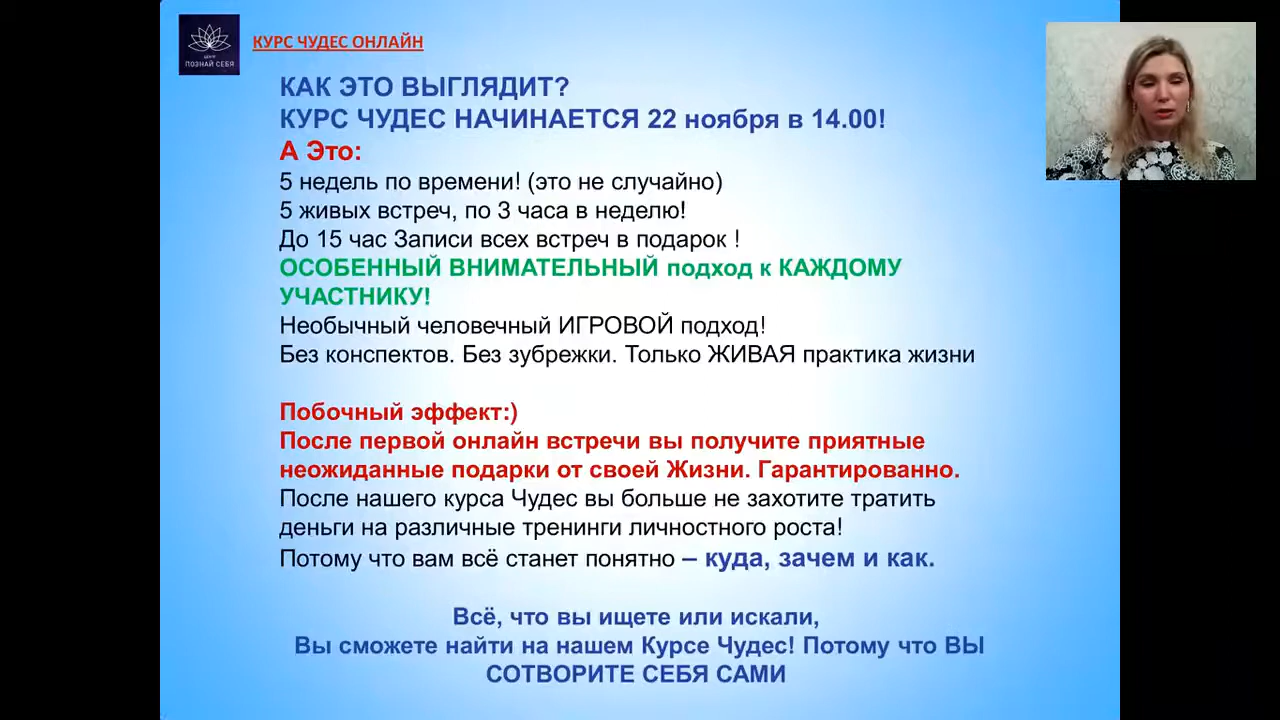 ЦЕНТР
ПОЗНАЙ СЕБЯ
КУРС ЧУДЕС ОНЛАЙН
КАК ЭТО ВЫГЛЯДИТ?
КУРС ЧУДЕС НАЧИНАЕТСЯ 22 ноября в 14.00!
А Это:
5 недель по времени! (это не случайно)
5 живых встреч, по 3 часа в неделю!
До 15 час Записи всех встреч в подарок !
ОСОБЕННЫЙ ВНИМАТЕЛЬНЫЙ подход к КАЖДОМУ
УЧАСТНИКУ!
Необычный человечный ИГРОВОЙ подход!
Без конспектов. Без зубрежки. Только ЖИВАЯ практика жизни
Побочный эффект:)
После первой онлайн встречи вы получите приятные
неожиданные подарки от своей Жизни. Гарантированно.
После нашего курса Чудес вы больше не захотите тратить
деньги на различные тренинги личностного роста!
Потому что вам всё станет понятно – куда, зачем и как.
Всё, что вы ищете или искали,
Вы сможете найти на нашем Курсе Чудес! Потому что ВЫ
СОТВОРИТЕ СЕБЯ САМИ